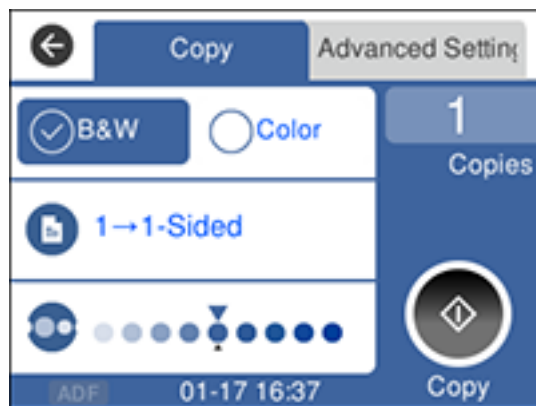 Copy
Advanced Setting
B&W
Color
1
Copies
1→1-Sided
ADF
01-17 16:37
Copy